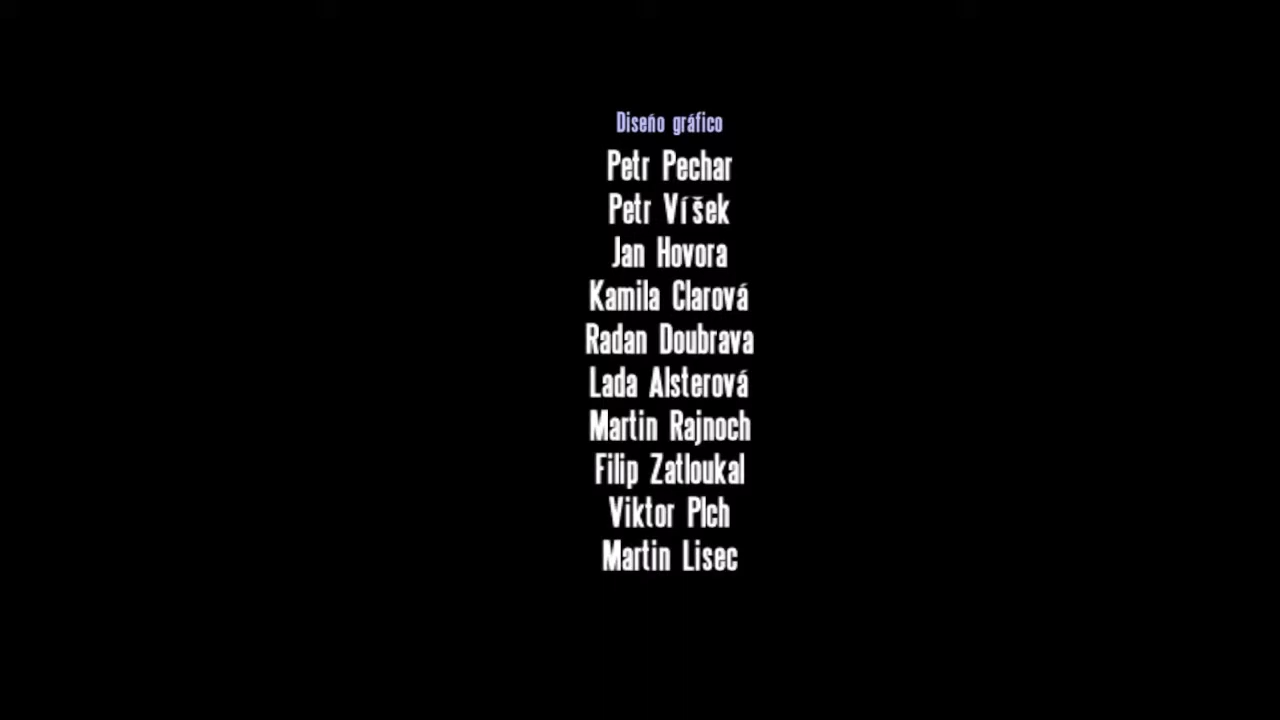 Diseño gráfico
Petr Pechar
Petr Víšek
Jan Hovora
Kamila Clarová
Radan Doubrava
Lada Alsterová
Martin Rajnoch
Filip Zatloukal
Viktor Plch
Martin Lisec